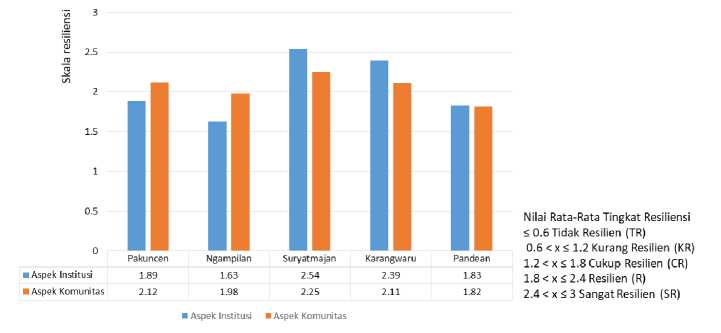 Skala resiliensi
3
2.5
2
1.5
1
0.5
0
Pakuncen Ngampilan Suryatmajan Karangwaru Pandean
Aspek Institusi 1.89 1.63 2.54 2.39 1.83
Aspek Komunitas 2.12 1.98 2.25 2.11 1.82
Aspek Institusi Aspek Komunitas
Nilai Rata-Rata Tingkat Resiliensi
≤ 0.6 Tidak Resilien (TR)
0.6 < x ≤ 1.2 Kurang Resilien (KR)
1.2 < x ≤ 1.8 Cukup Resilien (CR)
1.8 < x ≤ 2.4 Resilien (R)
2.4 < x ≤ 3 Sangat Resilien (SR)